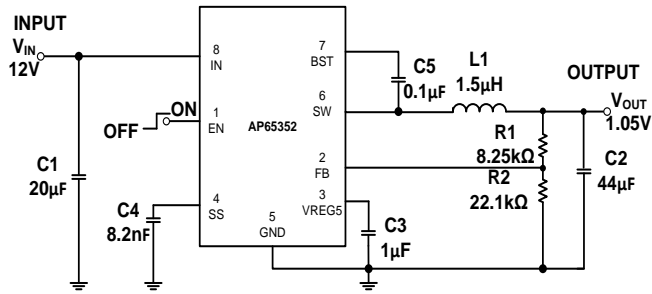 INPUT
V_IN
12V
8
IN
7
BST
C5
0.1µF
L1
1.5µH
OUTPUT
V_OUT
1.05V
6
SW
ON
OFF
1
EN
AP65352
R1
8.25kΩ
2
FB
R2
22.1kΩ
C2
44µF
C1
20µF
C4
8.2nF
4
SS
3
VREG5
5
GND
C3
1µF